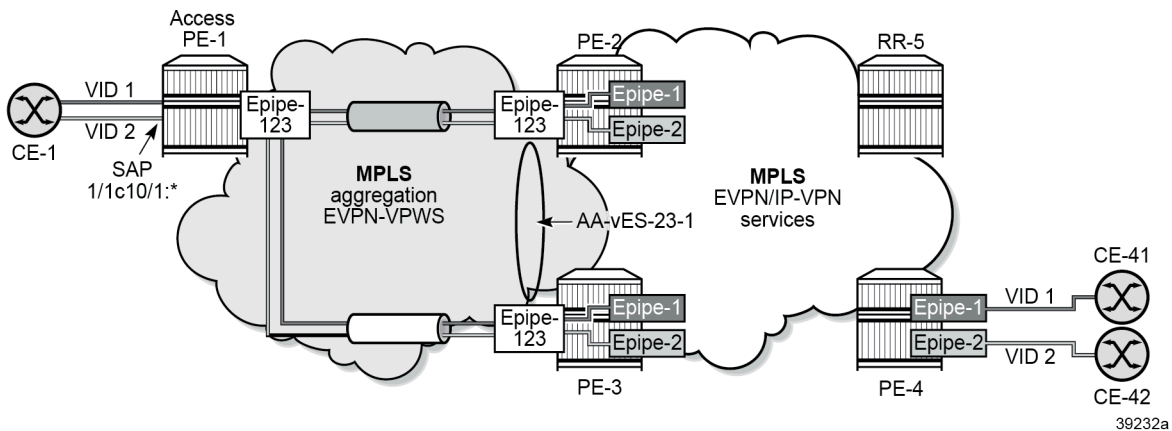 Access
PE-1
PE-2
RR-5
VID 1
VID 2
CE-1
SAP
1/1c10/1:*
Epipe-
123
Epipe-
123
Epipe-1
Epipe-2
MPLS
aggregation
EVPN-VPWS
AA-vES-23-1
MPLS
EVPN/IP-VPN
services
Epipe-
123
Epipe-1
Epipe-2
PE-3
Epipe-1
Epipe-2
PE-4
VID 1
VID 2
CE-41
CE-42
39232a